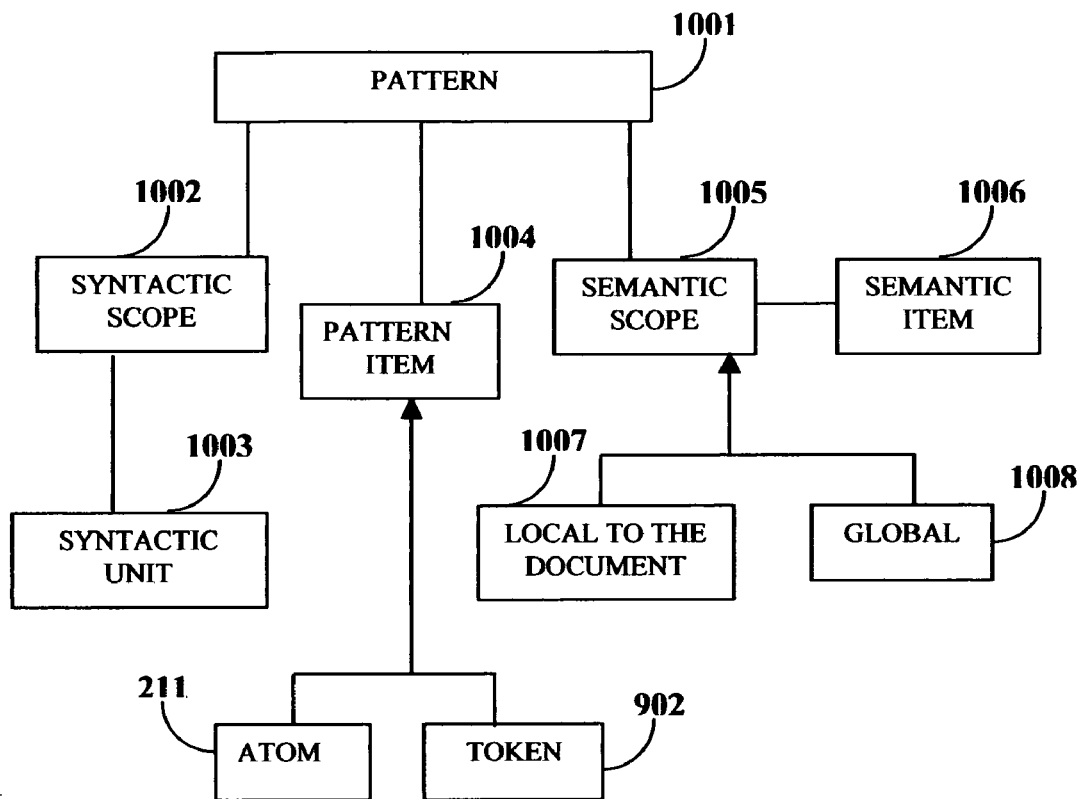 1001
PATTERN
1002
1005
1006
1004
SYNTACTIC
SCOPE
SEMANTIC
SCOPE
SEMANTIC
ITEM
PATTERN
ITEM
1003
1007
1008
SYNTACTIC
UNIT
LOCAL TO THE
DOCUMENT
GLOBAL
211
902
ATOM
TOKEN